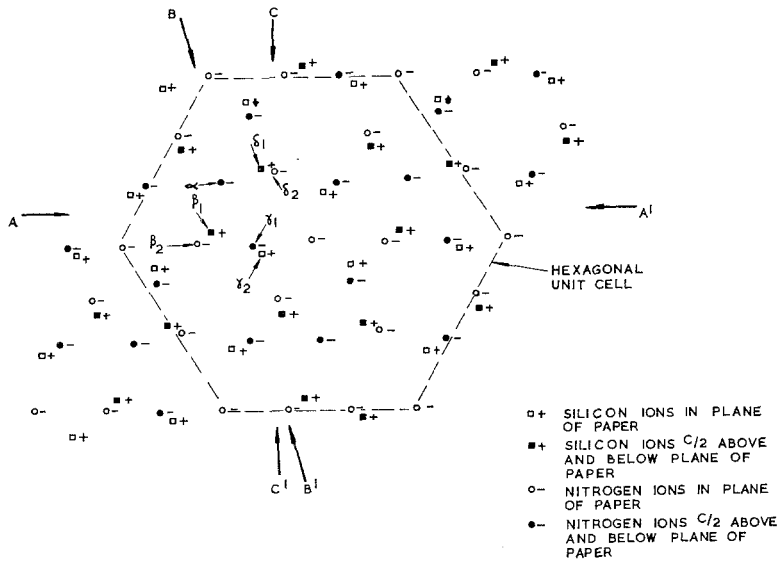 B
C
A
A'
α
β₁
β₂
γ₁
γ₂
δ₁
δ₂
HEXAGONAL
UNIT CELL
C'
B'
□+ SILICON IONS IN PLANE
OF PAPER
■+ SILICON IONS C/2 ABOVE
AND BELOW PLANE OF
PAPER
○– NITROGEN IONS IN PLANE
OF PAPER
●– NITROGEN IONS C/2 ABOVE
AND BELOW PLANE OF
PAPER